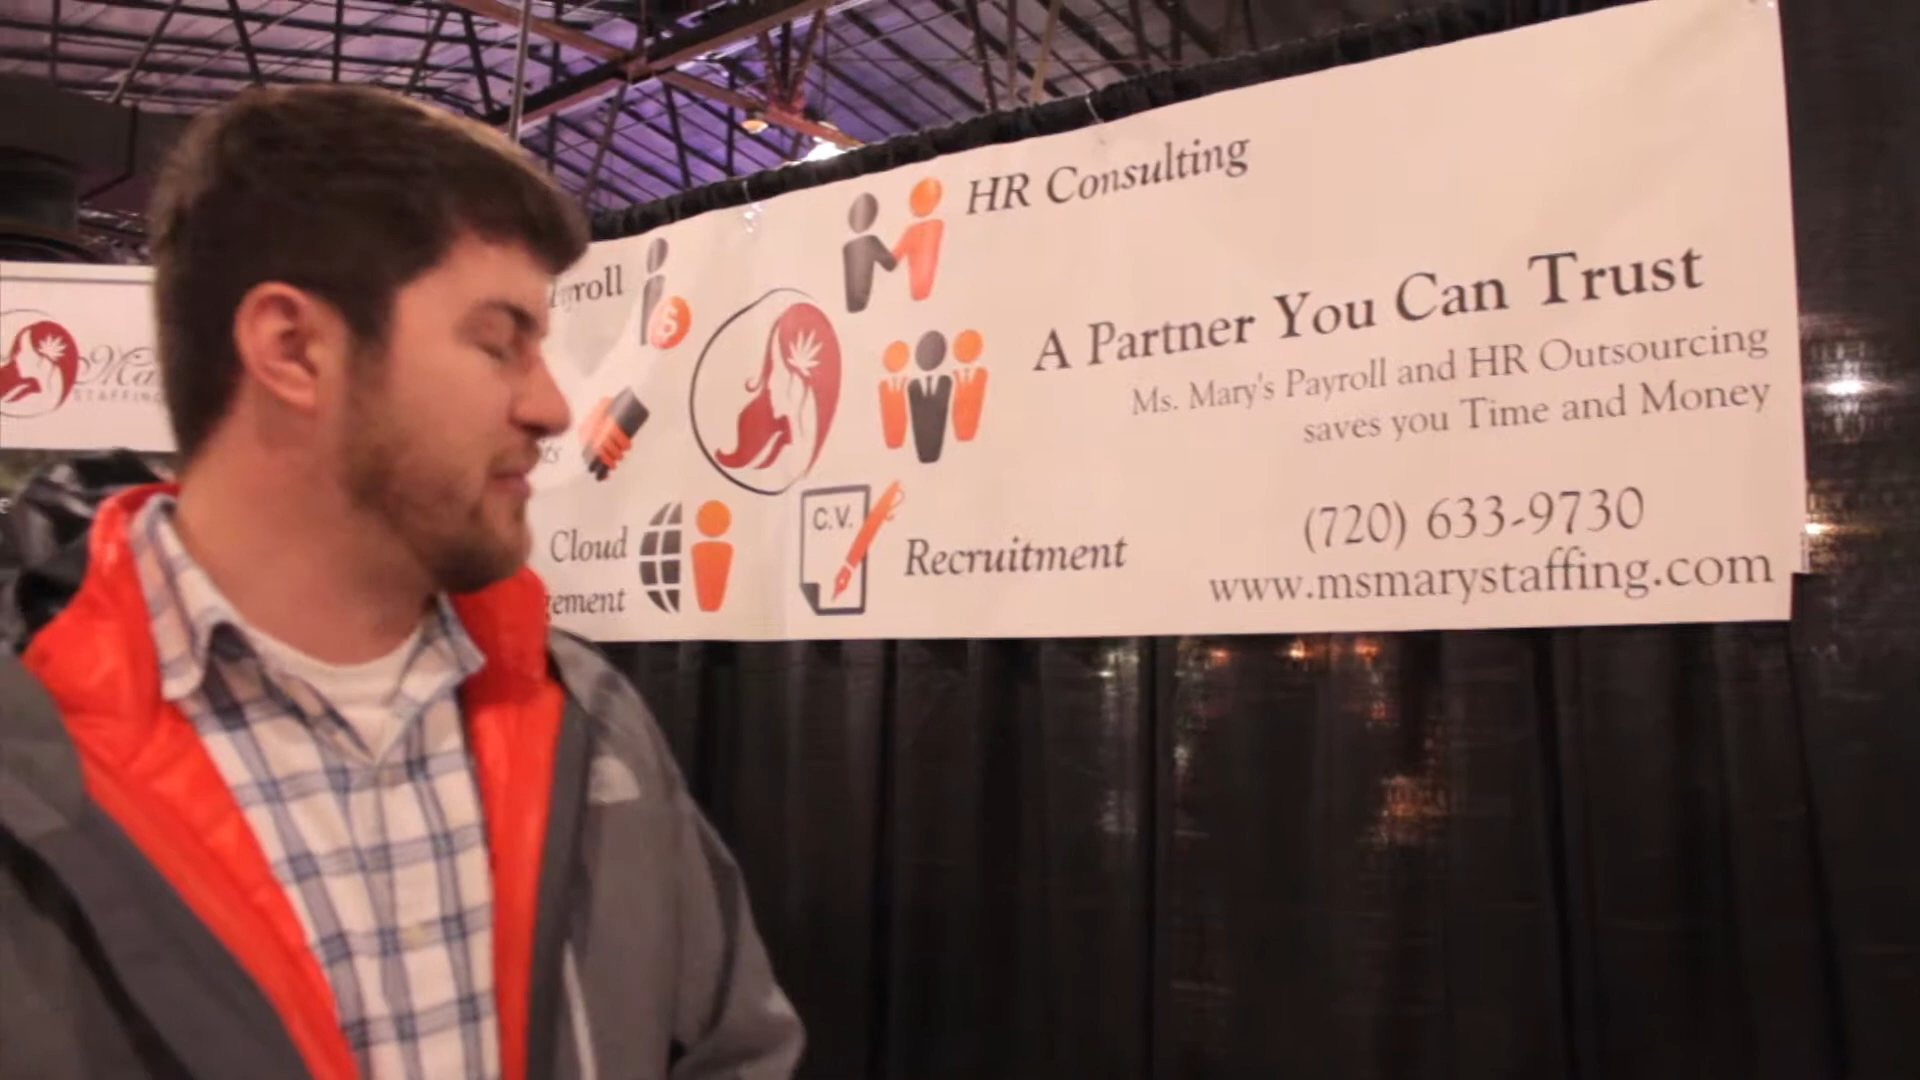 HR Consulting
A Partner You Can Trust
Ms. Mary's Payroll and HR Outsourcing
saves you Time and Money
C.V.
Cloud
Recruitment
(720) 633-9730
www.msmarystaffing.com
STAFFING